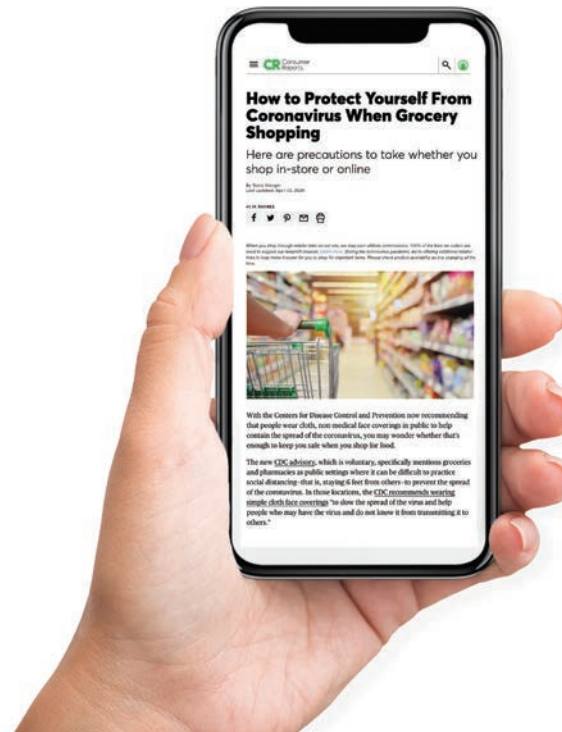 CR Consumer Reports
How to Protect Yourself From
Coronavirus When Grocery
Shopping
Here are precautions to take whether you
shop in-store or online
By
Last updated: April
SHARES
With the Centers for Disease Control and Prevention now recommending
that people wear cloth, non-medical face coverings in public to help
contain the spread of the coronavirus, you may wonder whether that's
enough to keep you safe when you shop for food.
The new CDC advisory, which is voluntary, specifically mentions groceries
and pharmacies as public settings where it can be difficult to practice
social distancing–that is, staying 6 feet from others–to prevent the spread
of the coronavirus. In those locations, the CDC recommends wearing
simple cloth face coverings "to slow the spread of the virus and help
people who may have the virus and do not know it from transmitting it to
others."